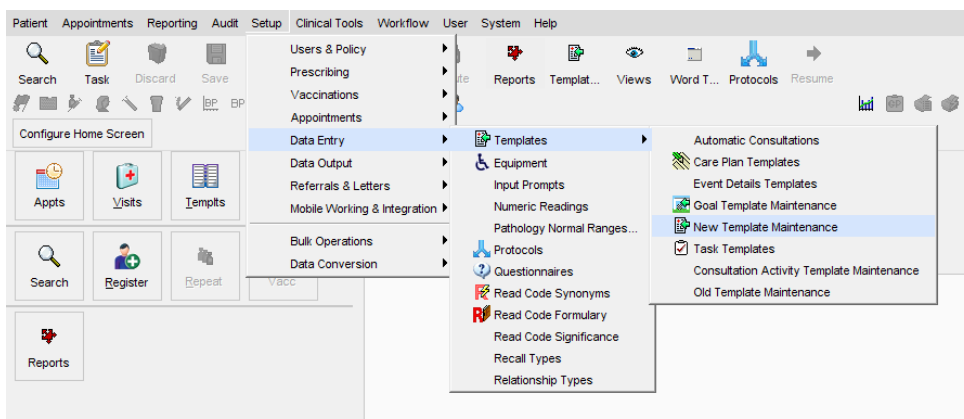 Patient Appointments Reporting Audit Setup Clinical Tools Workflow User System Help
Search Task Discard Save
Reports Templat... Views Word T... Protocols Resume
BP BP
GP
Configure Home Screen
Appts Visits Templts
Search Register Repeat Vacc
Reports
Users & Policy
Prescribing
Vaccinations
Appointments
Data Entry
Data Output
Referrals & Letters
Mobile Working & Integration
Bulk Operations
Data Conversion
Templates
Equipment
Input Prompts
Numeric Readings
Pathology Normal Ranges...
Protocols
Questionnaires
Read Code Synonyms
Read Code Formulary
Read Code Significance
Recall Types
Relationship Types
Automatic Consultations
Care Plan Templates
Event Details Templates
Goal Template Maintenance
New Template Maintenance
Task Templates
Consultation Activity Template Maintenance
Old Template Maintenance